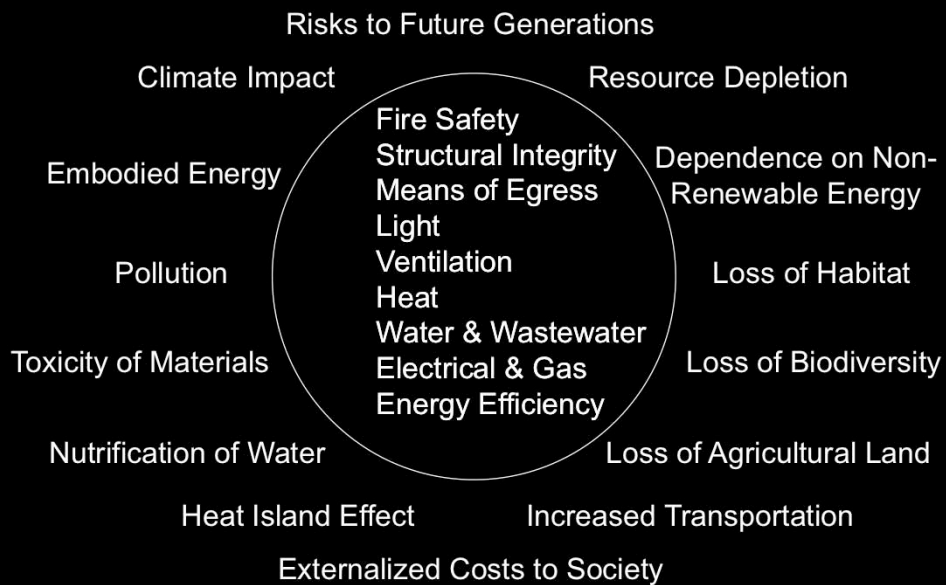 Risks to Future Generations
Climate Impact
Resource Depletion
Fire Safety
Structural Integrity
Means of Egress
Light
Ventilation
Heat
Water & Wastewater
Electrical & Gas
Energy Efficiency
Embodied Energy
Dependence on Non-
Renewable Energy
Pollution
Loss of Habitat
Toxicity of Materials
Loss of Biodiversity
Nutrification of Water
Loss of Agricultural Land
Heat Island Effect
Increased Transportation
Externalized Costs to Society